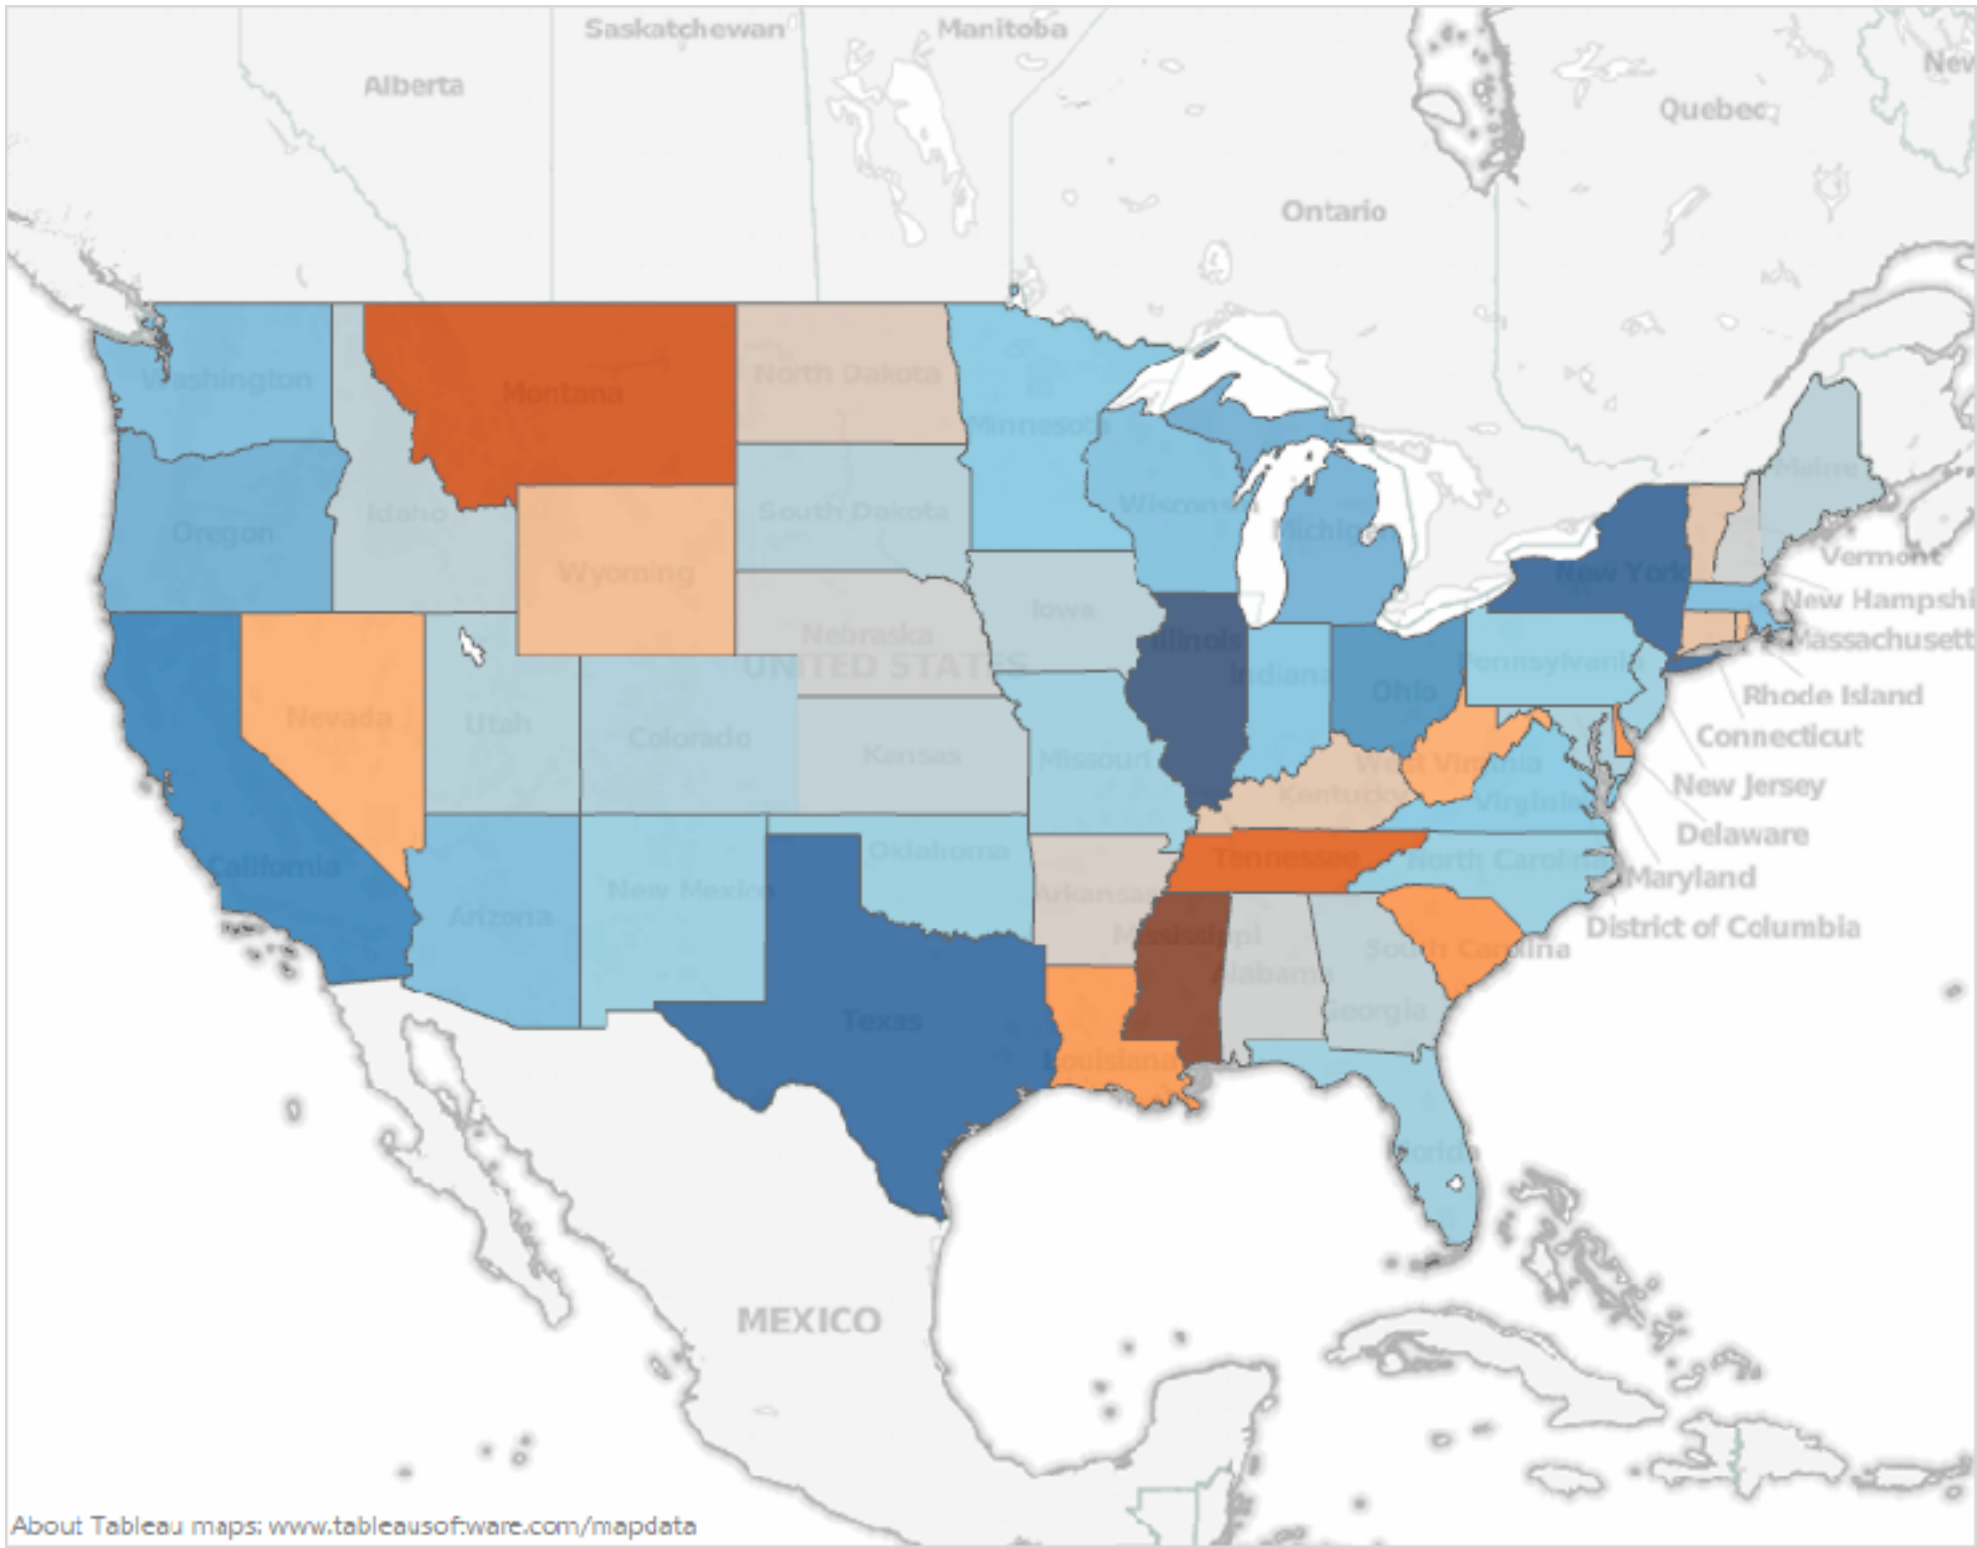 Saskatchewan
Manitoba
Alberta
New
Quebec
Ontario
Washington
Montana
North Dakota
Minnesota
Maine
Oregon
Idaho
South Dakota
Wisconsin
Michigan
Vermont
Wyoming
New York
New Hampshi
Iowa
Nebraska
Illinois
Massachusett
UNITED STATES
Indiana
Pennsylvania
Ohio
Rhode Island
Nevada
Utah
Colorado
Kansas
Missouri
West Virginia
Connecticut
Kentucky
Virginia
New Jersey
Delaware
California
Oklahoma
Tennessee
North Carolina
Maryland
New Mexico
Arkansas
Arizona
Mississippi
District of Columbia
South Carolina
Alabama
Georgia
Texas
Louisiana
Florida
MEXICO
About Tableau maps: www.tableausoftware.com/mapdata